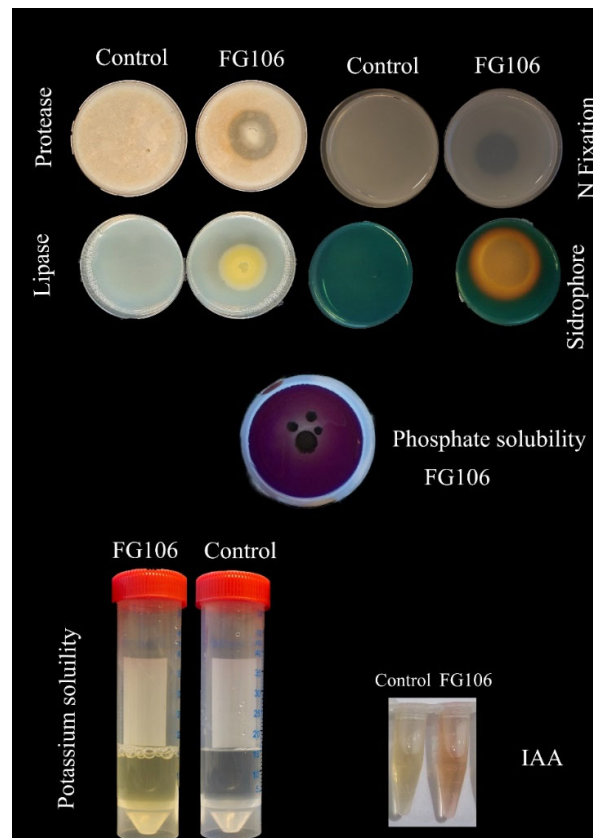 Control
FG106
Control
FG106
Protease
N Fixation
Lipase
Sidrophore
Phosphate solubility
FG106
FG106
Control
Potassium soluility
Control FG106
IAA